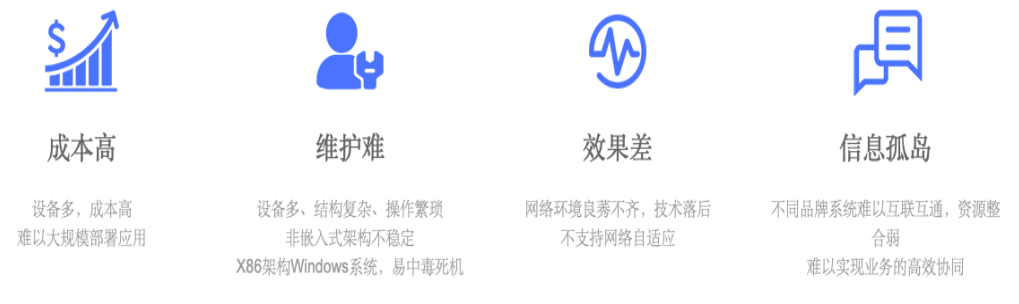 $
成本高
设备多，成本高
难以大规模部署应用
维护难
设备多、结构复杂、操作繁琐
非嵌入式架构不稳定
X86架构Windows系统，易中毒死机
效果差
网络环境良莠不齐，技术落后
不支持网络自适应
信息孤岛
不同品牌系统难以互联互通，资源整
合弱
难以实现业务的高效协同